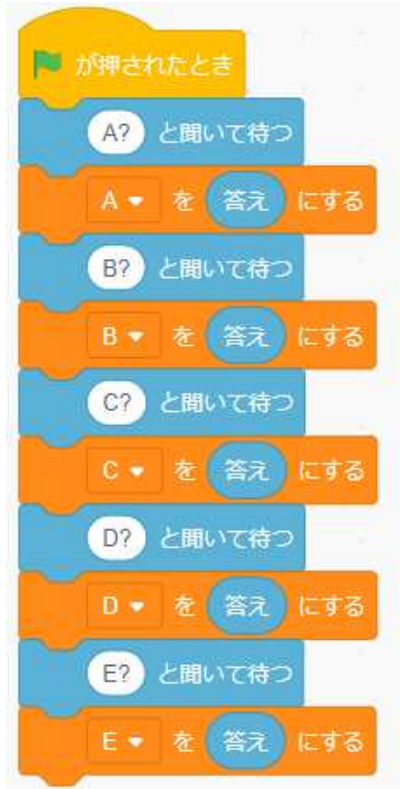 が押されたとき
A? と聞いて待つ
A を 答え にする
B? と聞いて待つ
B を 答え にする
C? と聞いて待つ
C を 答え にする
D? と聞いて待つ
D を 答え にする
E? と聞いて待つ
E を 答え にする